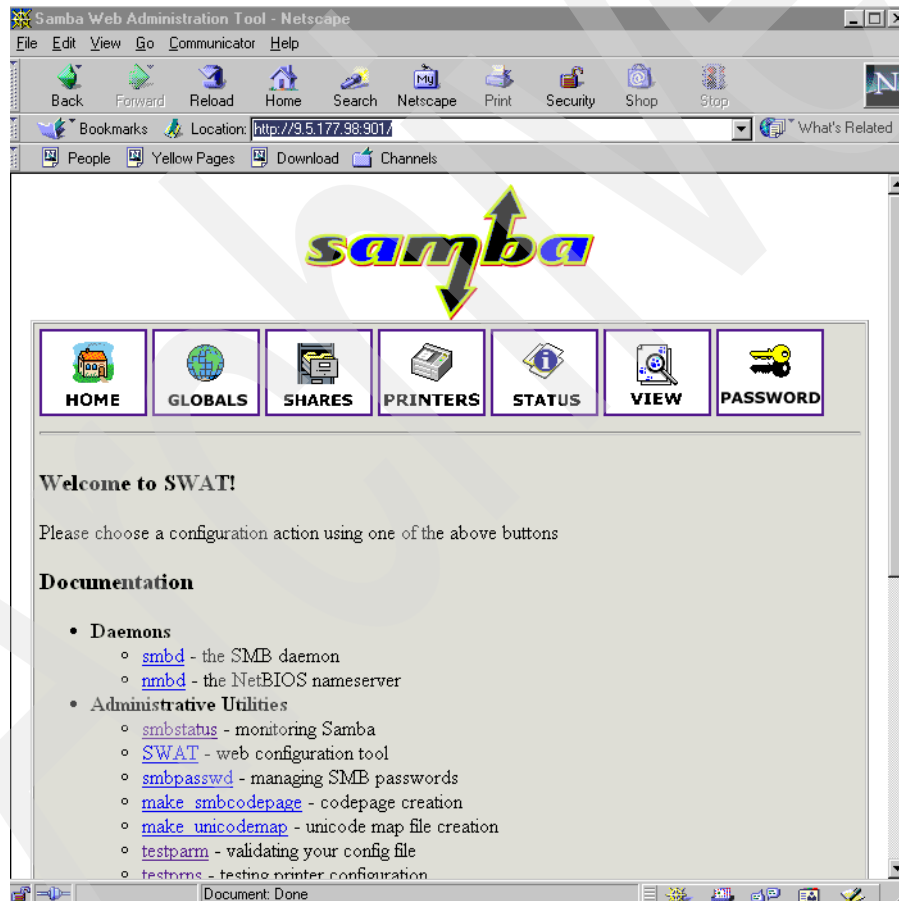 Samba Web Administration Tool - Netscape
File Edit View Go Communicator Help
Back Forward Reload Home Search Netscape Print Security Shop Stop
My
N
Bookmarks Location: http://9.5.177.98:901/ What's Related
People Yellow Pages Download Channels
samba
HOME GLOBALS SHARES PRINTERS STATUS VIEW PASSWORD
Welcome to SWAT!
Please choose a configuration action using one of the above buttons
Documentation
• Daemons
◦ smbd - the SMB daemon
◦ nmbd - the NetBIOS nameserver
• Administrative Utilities
◦ smbstatus - monitoring Samba
◦ SWAT - web configuration tool
◦ smbpasswd - managing SMB passwords
◦ make_smbcodepage - codepage creation
◦ make_unicodemap - unicode map file creation
◦ testparm - validating your config file
◦ testprns - testing printer configuration
Document: Done